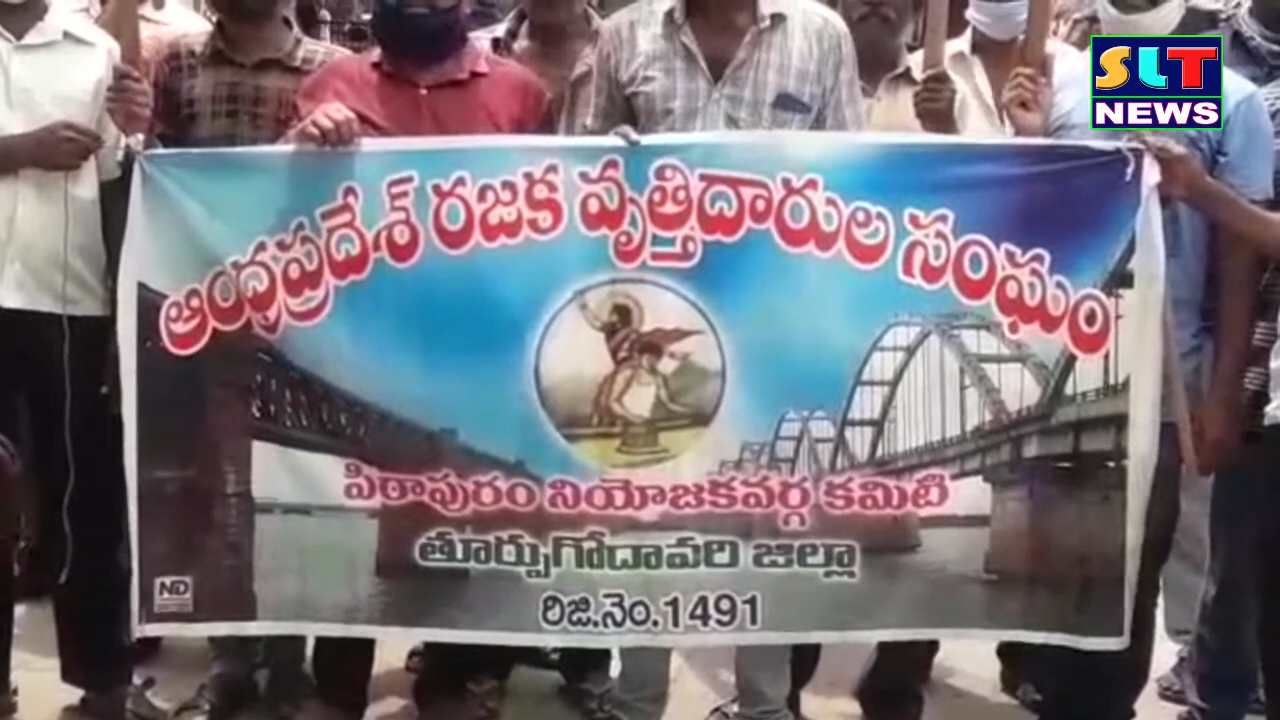 SLT
NEWS
ఆంధ్రప్రదేశ్ రజక వృత్తిదారుల సంఘం
పిఠాపురం నియోజకవర్గ కమిటి
తూర్పుగోదావరి జిల్లా
రిజి.నెం.1491
ND